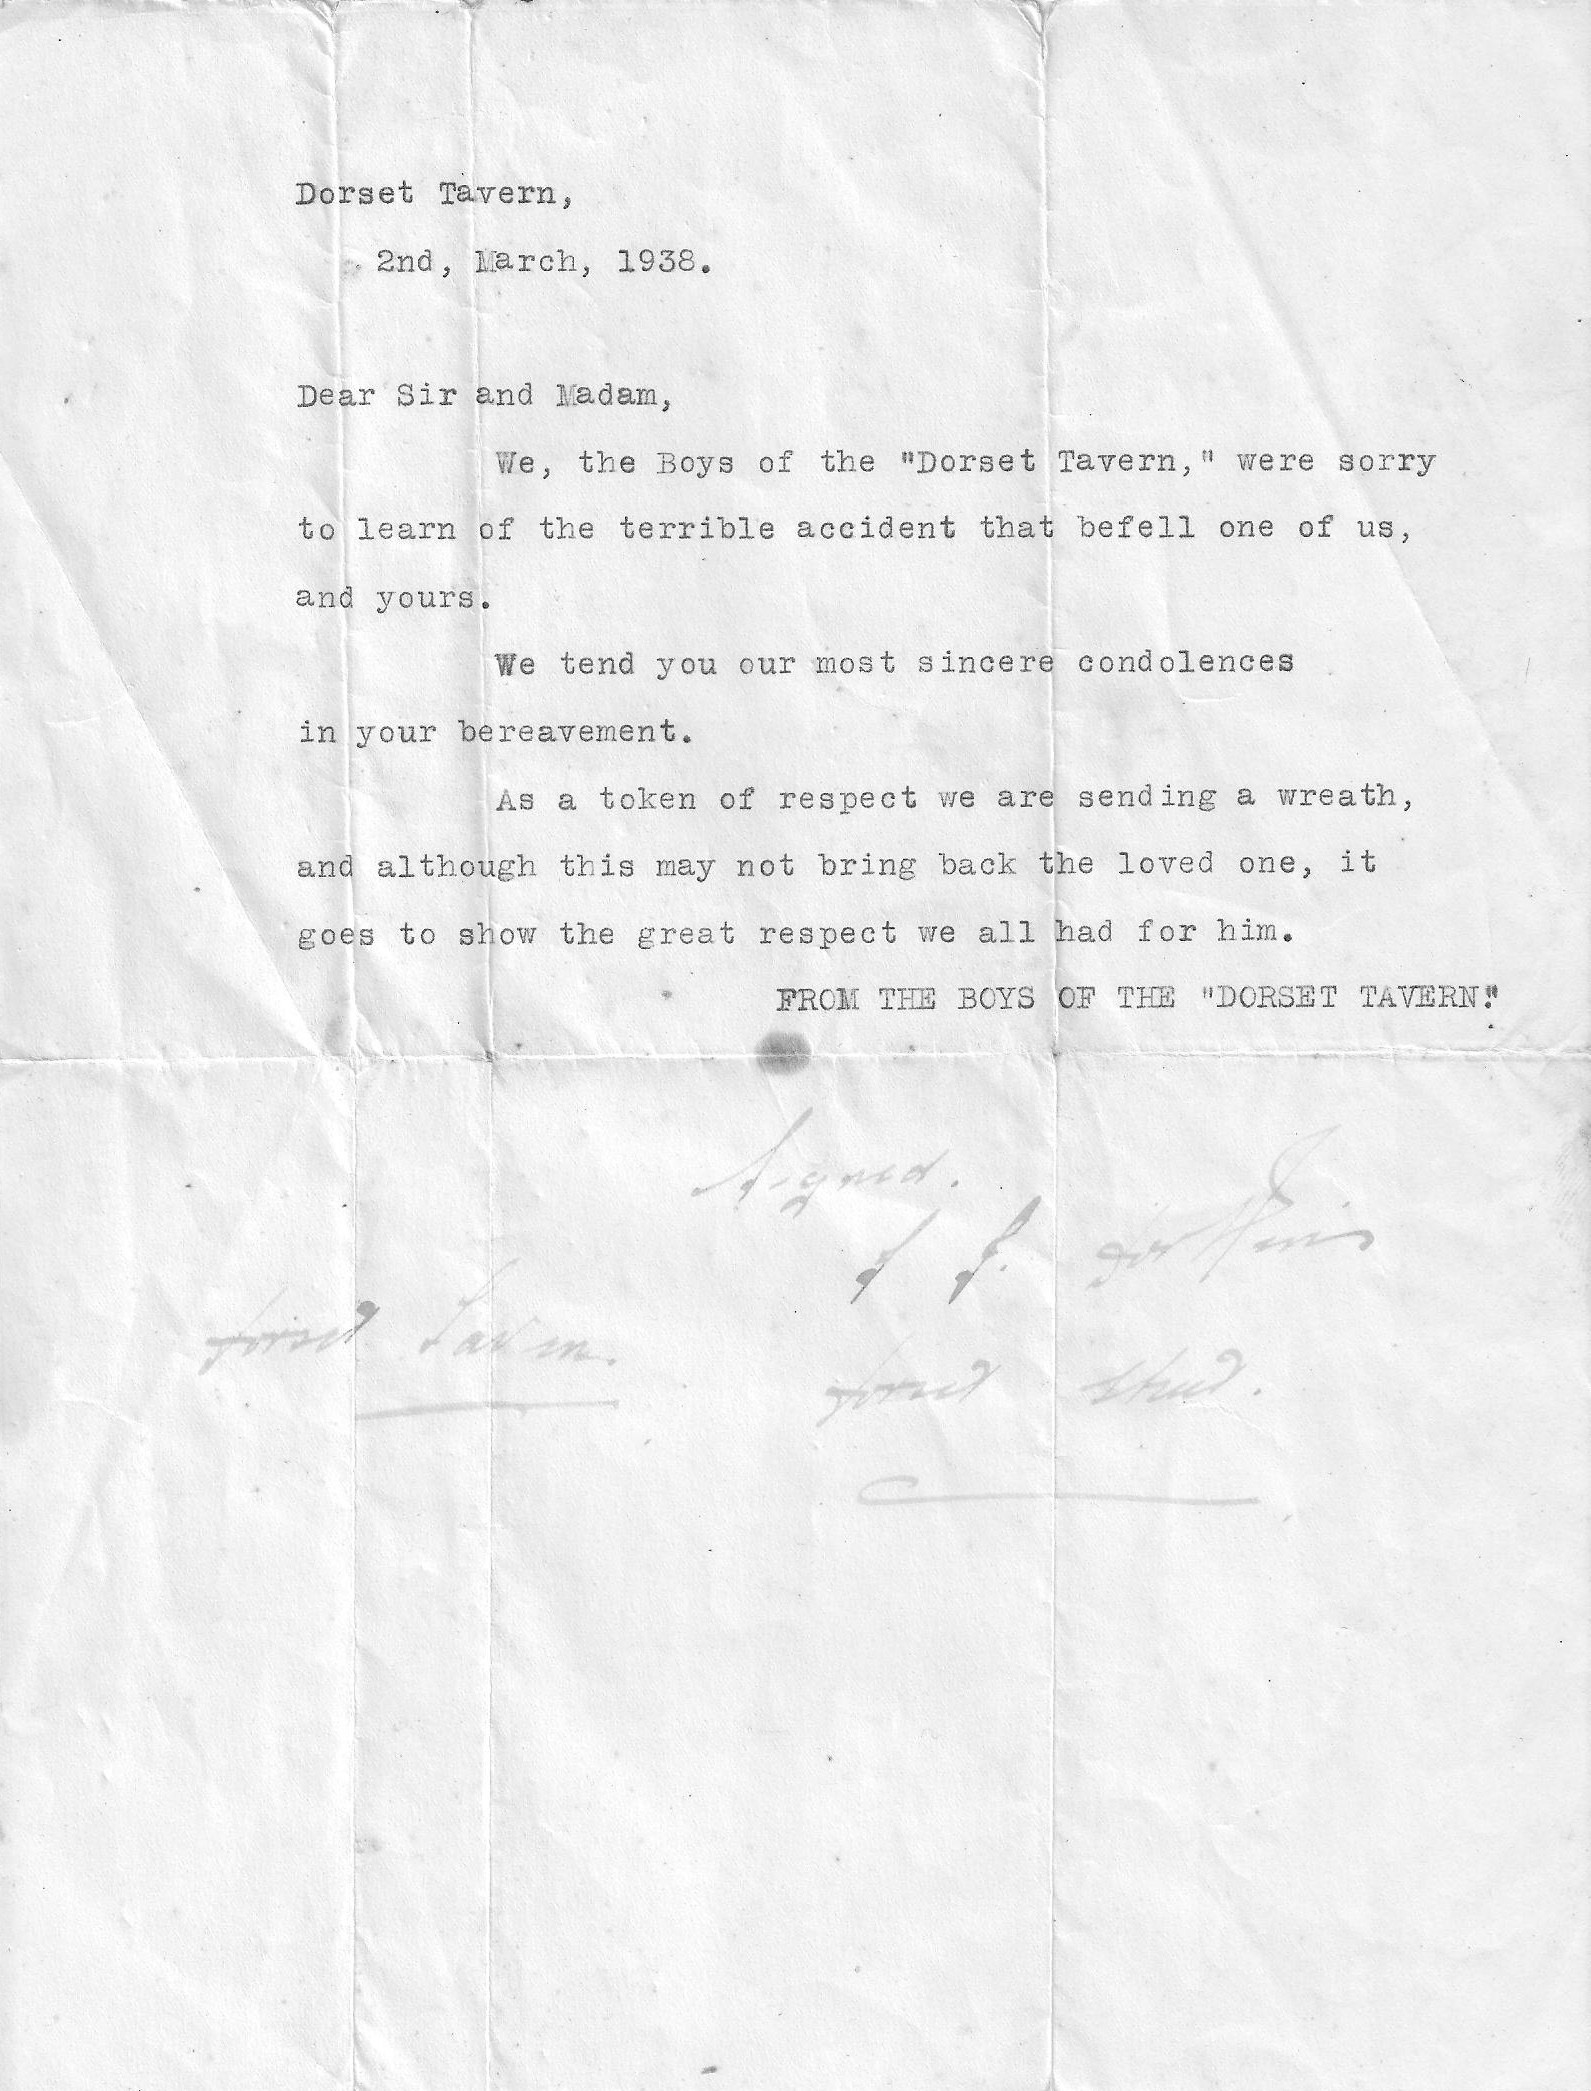 Dorset Tavern,
2nd, March, 1938.
Dear Sir and Madam,
We, the Boys of the "Dorset Tavern," were sorry
to learn of the terrible accident that befell one of us,
and yours.
We tend you our most sincere condolences
in your bereavement.
As a token of respect we are sending a wreath,
and although this may not bring back the loved one, it
goes to show the great respect we all had for him.
FROM THE BOYS OF THE "DORSET TAVERN."
Signed.
Dorset Tavern.
Dorset